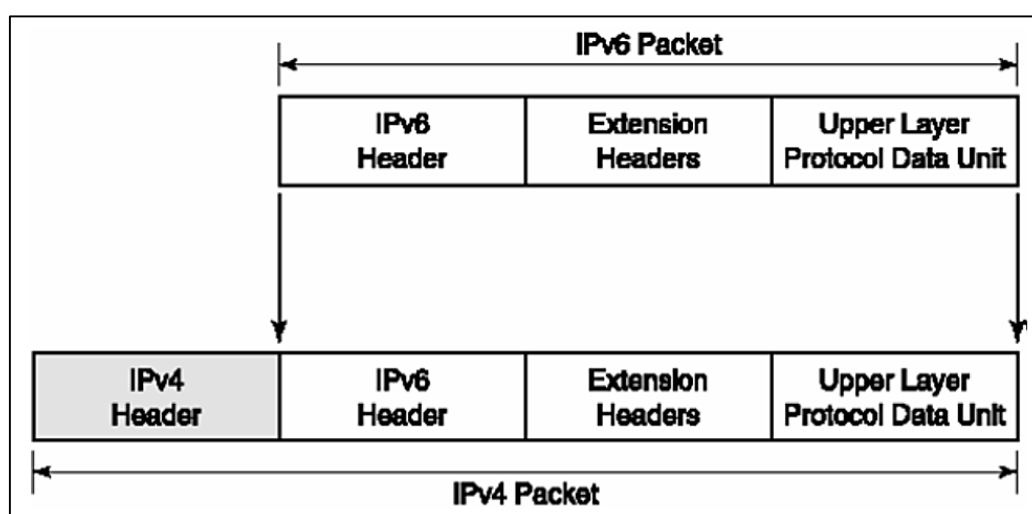 IPv6 Packet
IPv6
Header
Extension
Headers
Upper Layer
Protocol Data Unit
IPv4
Header
IPv6
Header
Extension
Headers
Upper Layer
Protocol Data Unit
IPv4 Packet